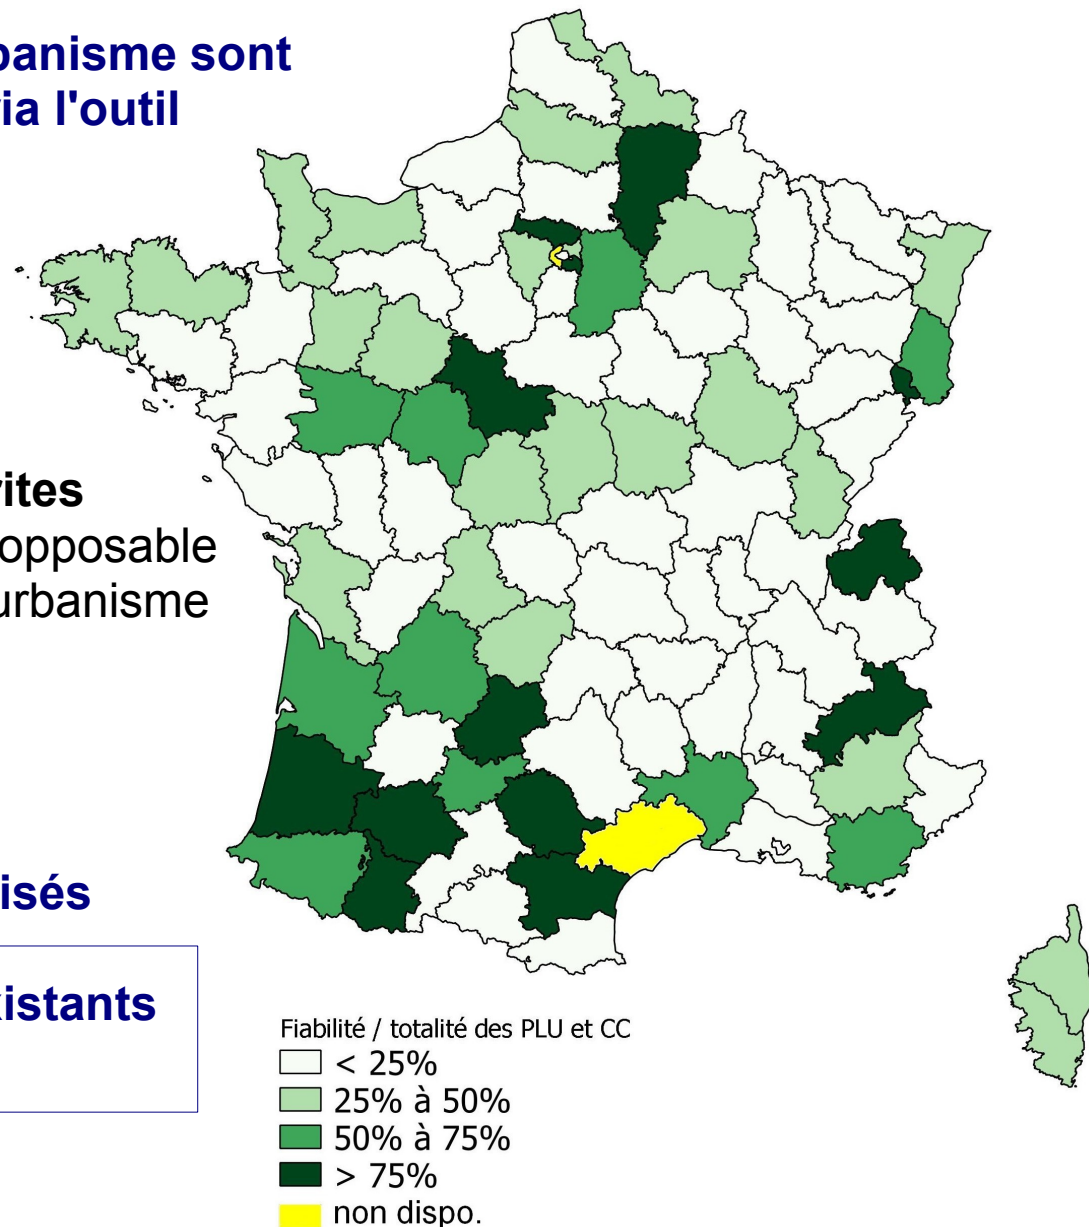 banisme sont
via l'outil
rites
opposable
urbanisme
isés
xistants
Fiabilité / totalité des PLU et CC
< 25%
25% à 50%
50% à 75%
> 75%
non dispo.